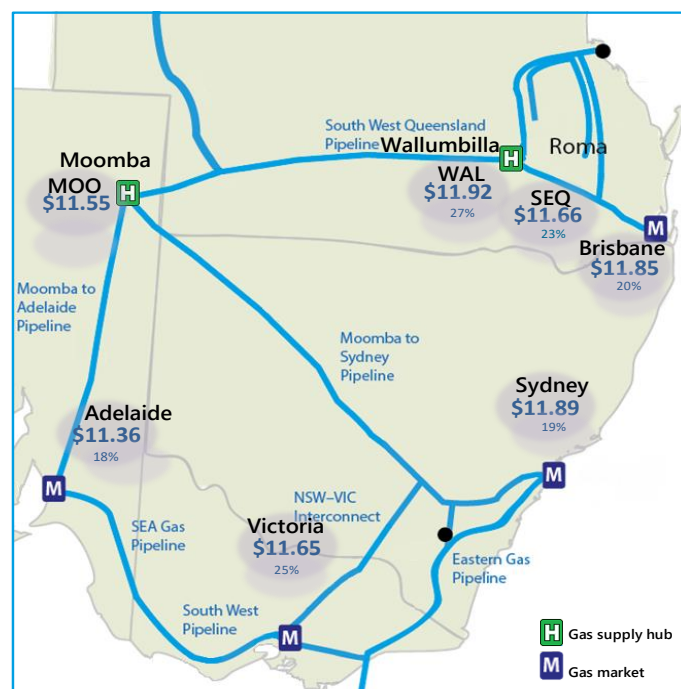 South West Queensland
Pipeline
Wallumbilla
H
Roma
Moomba
H
MOO
$11.55
WAL
$11.92
27%
SEQ
$11.66
23%
M
Brisbane
$11.85
20%
Moomba to
Adelaide
Pipeline
Moomba to
Sydney
Pipeline
Sydney
$11.89
19%
Adelaide
$11.36
18%
M
M
NSW–VIC
Interconnect
Victoria
$11.65
25%
SEA Gas
Pipeline
Eastern Gas
Pipeline
South West
Pipeline
M
H Gas supply hub
M Gas market